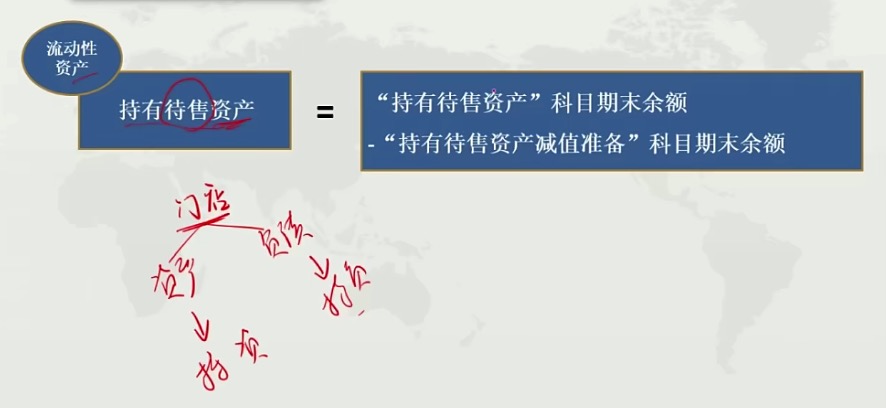 流动性
资产
持有待售资产
=
“持有待售资产”科目期末余额
-“持有待售资产减值准备”科目期末余额
门店
负债
资产
持负
持 资